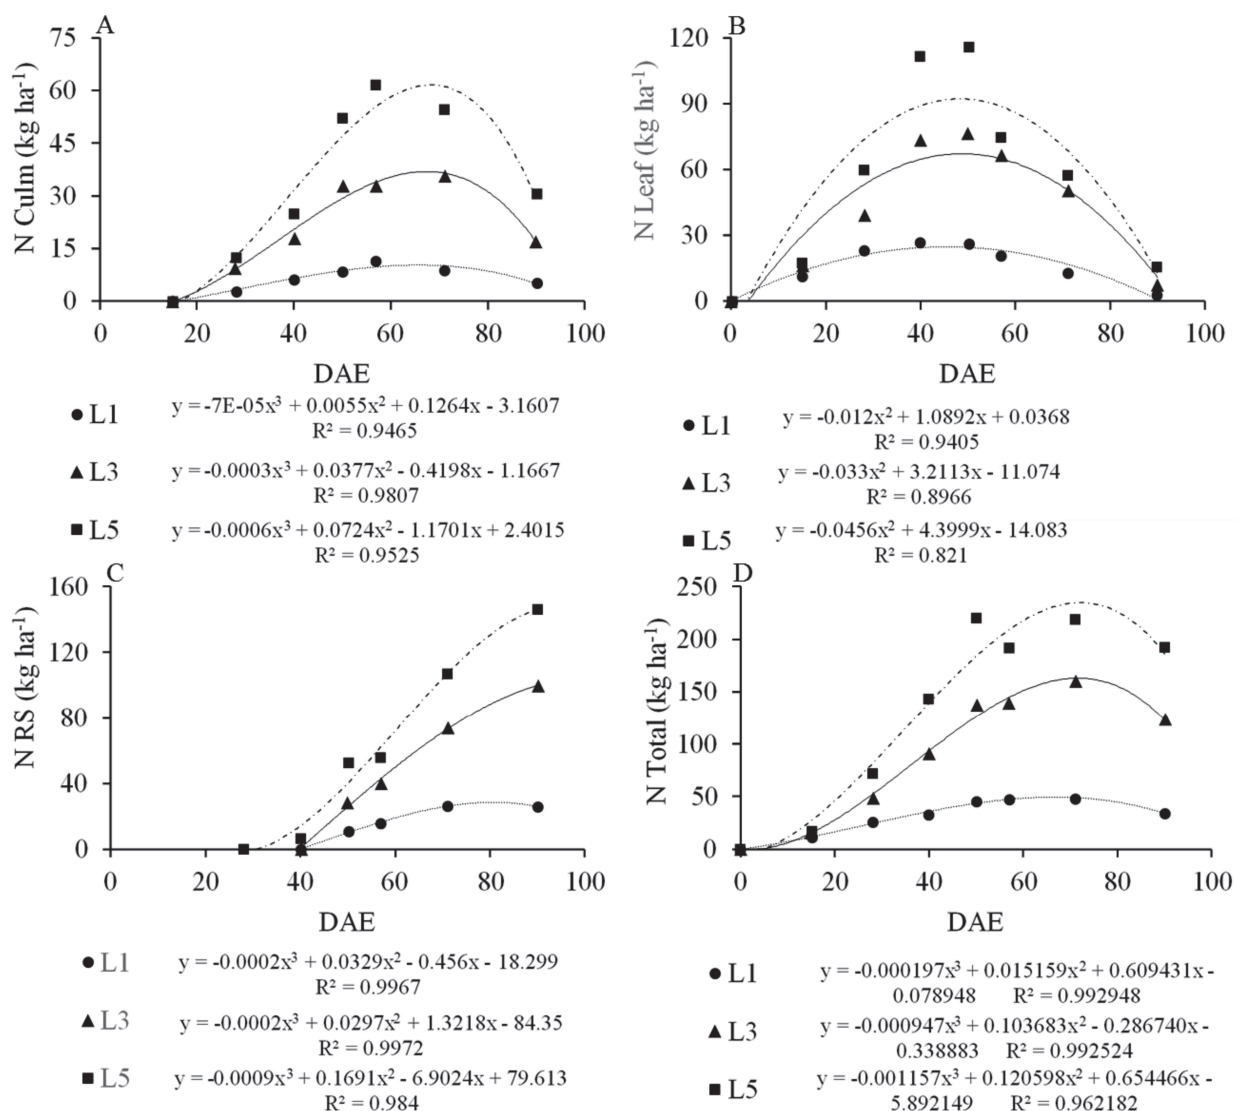 A
75
60
45
30
15
0
0 20 40 60 80 100
N Culm (kg ha⁻¹)
DAE
L1 y = -7E-05x³ + 0.0055x² + 0.1264x - 3.1607
R² = 0.9465
L3 y = -0.0003x³ + 0.0377x² - 0.4198x - 1.1667
R² = 0.9807
L5 y = -0.0006x³ + 0.0724x² - 1.1701x + 2.4015
R² = 0.9525
B
120
90
60
30
0
0 20 40 60 80 100
N Leaf (kg ha⁻¹)
DAE
L1 y = -0.012x² + 1.0892x + 0.0368
R² = 0.9405
L3 y = -0.033x² + 3.2113x - 11.074
R² = 0.8966
L5 y = -0.0456x² + 4.3999x - 14.083
R² = 0.821
C
160
120
80
40
0
0 20 40 60 80 100
N RS (kg ha⁻¹)
DAE
L1 y = -0.0002x³ + 0.0329x² - 0.456x - 18.299
R² = 0.9967
L3 y = -0.0002x³ + 0.0297x² + 1.3218x - 84.35
R² = 0.9972
L5 y = -0.0009x³ + 0.1691x² - 6.9024x + 79.613
R² = 0.984
D
250
200
150
100
50
0
0 20 40 60 80 100
N Total (kg ha⁻¹)
DAE
L1 y = -0.000197x³ + 0.015159x² + 0.609431x -
0.078948 R² = 0.992948
L3 y = -0.000947x³ + 0.103683x² - 0.286740x -
0.338883 R² = 0.992524
L5 y = -0.001157x³ + 0.120598x² + 0.654466x -
5.892149 R² = 0.962182